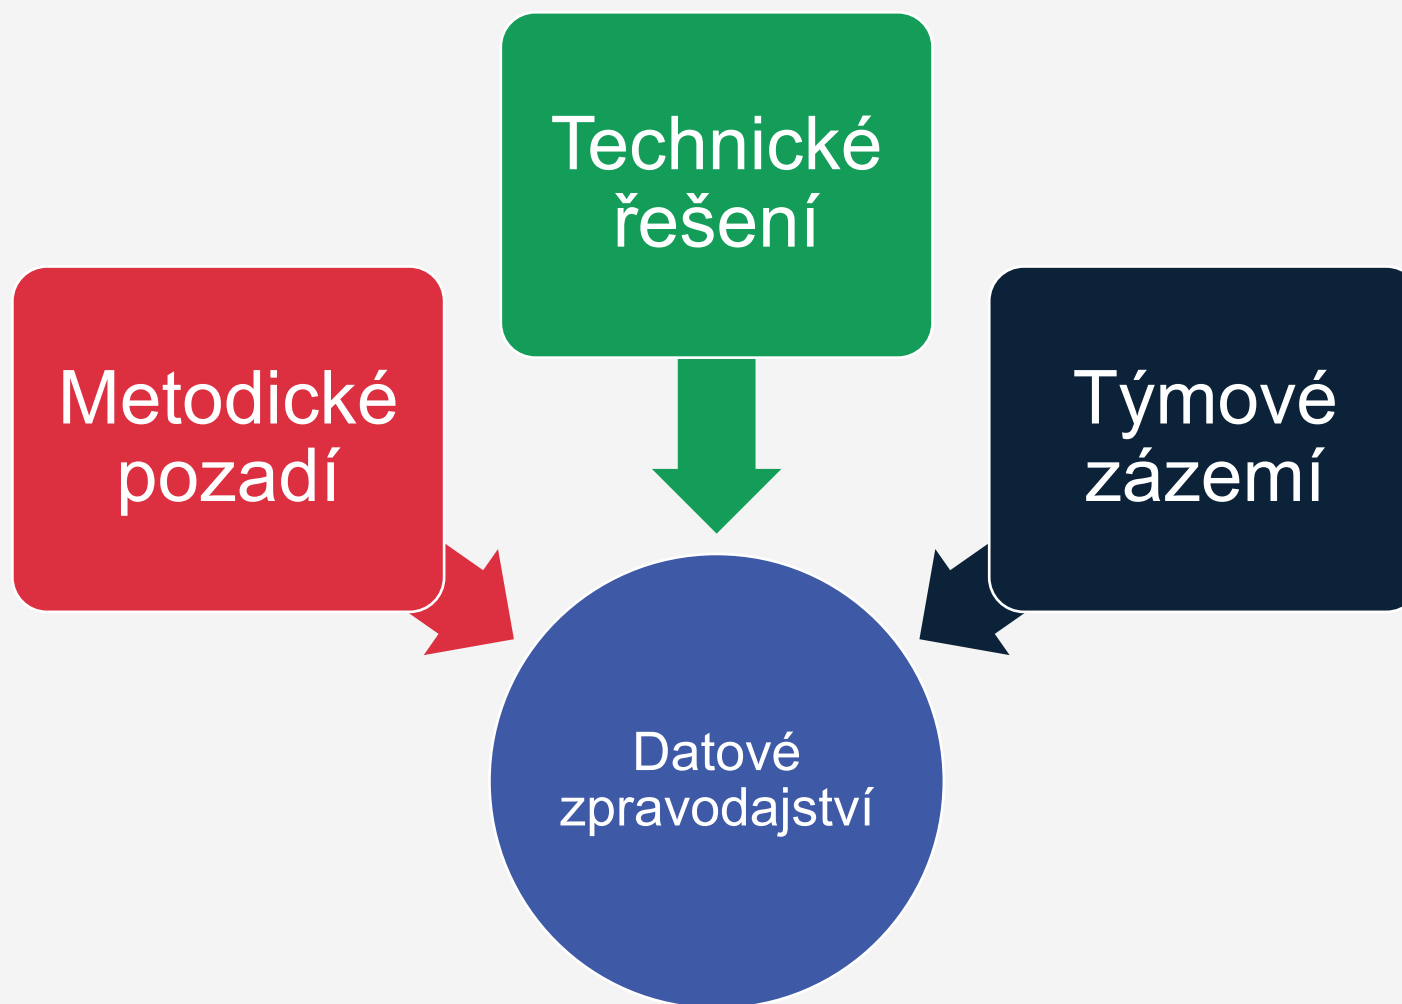 Technické
řešení
Metodické
pozadí
Týmové
zázemí
Datové
zpravodajství